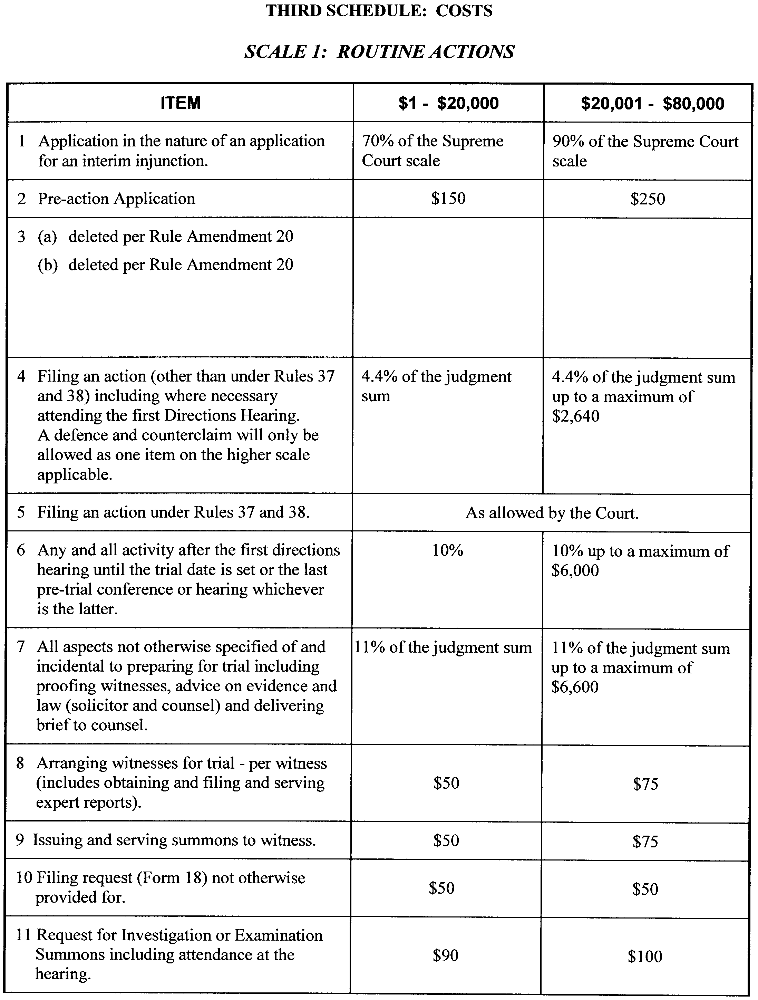 THIRD SCHEDULE: COSTS
SCALE 1: ROUTINE ACTIONS
ITEM
$1 - $20,000
$20,001 - $80,000
1 Application in the nature of an application
for an interim injunction.
70% of the Supreme
Court scale
90% of the Supreme Court
scale
2 Pre-action Application
$150
$250
3 (a) deleted per Rule Amendment 20
(b) deleted per Rule Amendment 20
4 Filing an action (other than under Rules 37
and 38) including where necessary
attending the first Directions Hearing.
A defence and counterclaim will only be
allowed as one item on the higher scale
applicable.
4.4% of the judgment
sum
4.4% of the judgment sum
up to a maximum of
$2,640
5 Filing an action under Rules 37 and 38.
As allowed by the Court.
6 Any and all activity after the first directions
hearing until the trial date is set or the last
pre-trial conference or hearing whichever
is the latter.
10%
10% up to a maximum of
$6,000
7 All aspects not otherwise specified of and
incidental to preparing for trial including
proofing witnesses, advice on evidence and
law (solicitor and counsel) and delivering
brief to counsel.
11% of the judgment sum
11% of the judgment sum
up to a maximum of
$6,600
8 Arranging witnesses for trial - per witness
(includes obtaining and filing and serving
expert reports).
$50
$75
9 Issuing and serving summons to witness.
$50
$75
10 Filing request (Form 18) not otherwise
provided for.
$50
$50
11 Request for Investigation or Examination
Summons including attendance at the
hearing.
$90
$100